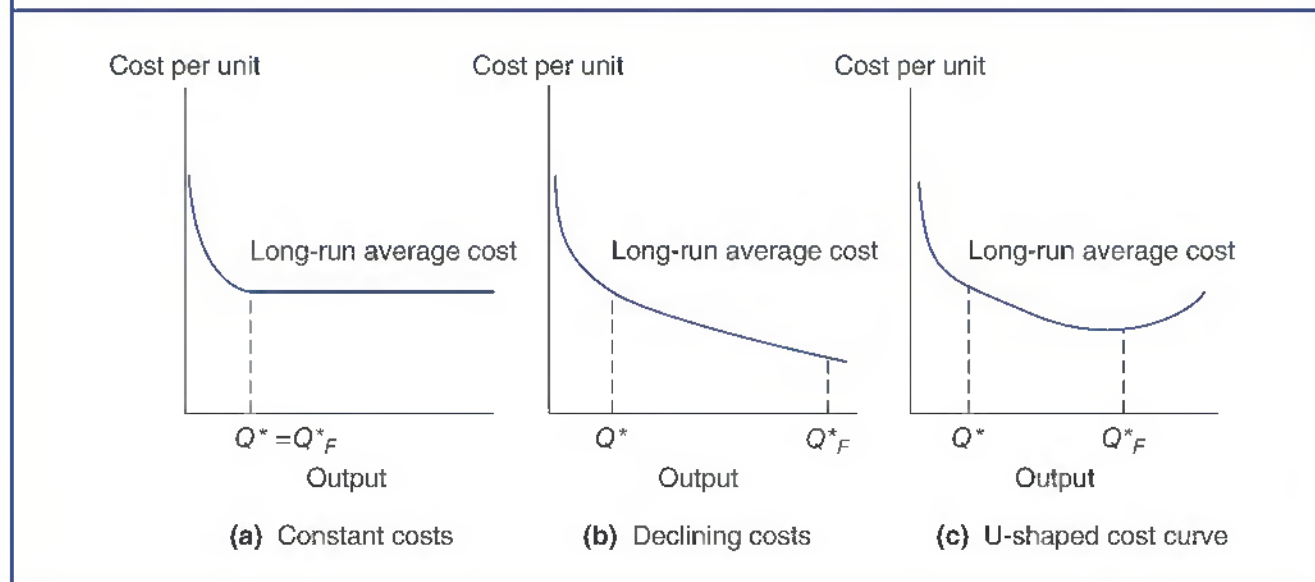 Cost per unit
Long-run average cost
Q* = Q*F
Output
(a) Constant costs
Cost per unit
Long-run average cost
Q* Q*F
Output
(b) Declining costs
Cost per unit
Long-run average cost
Q* Q*F
Output
(c) U-shaped cost curve